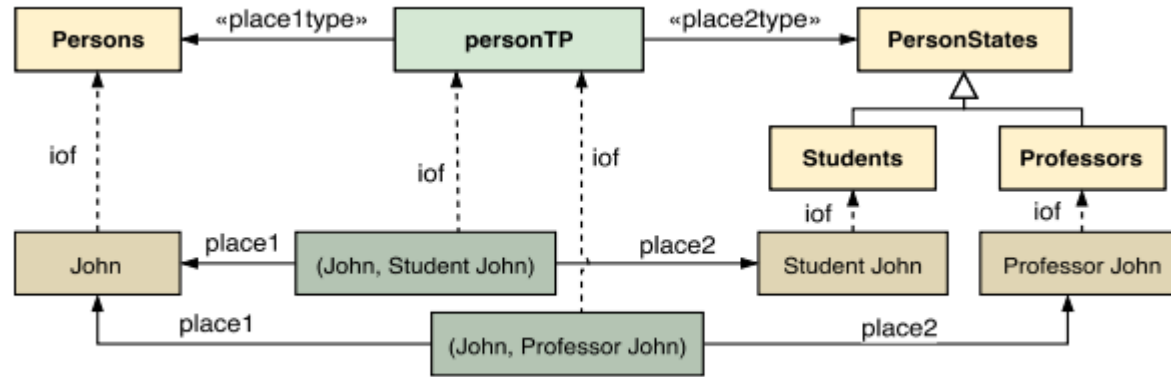 «place1type»
«place2type»
Persons
personTP
PersonStates
Students
Professors
iof
iof
iof
iof
iof
John
place1
(John, Student John)
place2
Student John
Professor John
place1
(John, Professor John)
place2